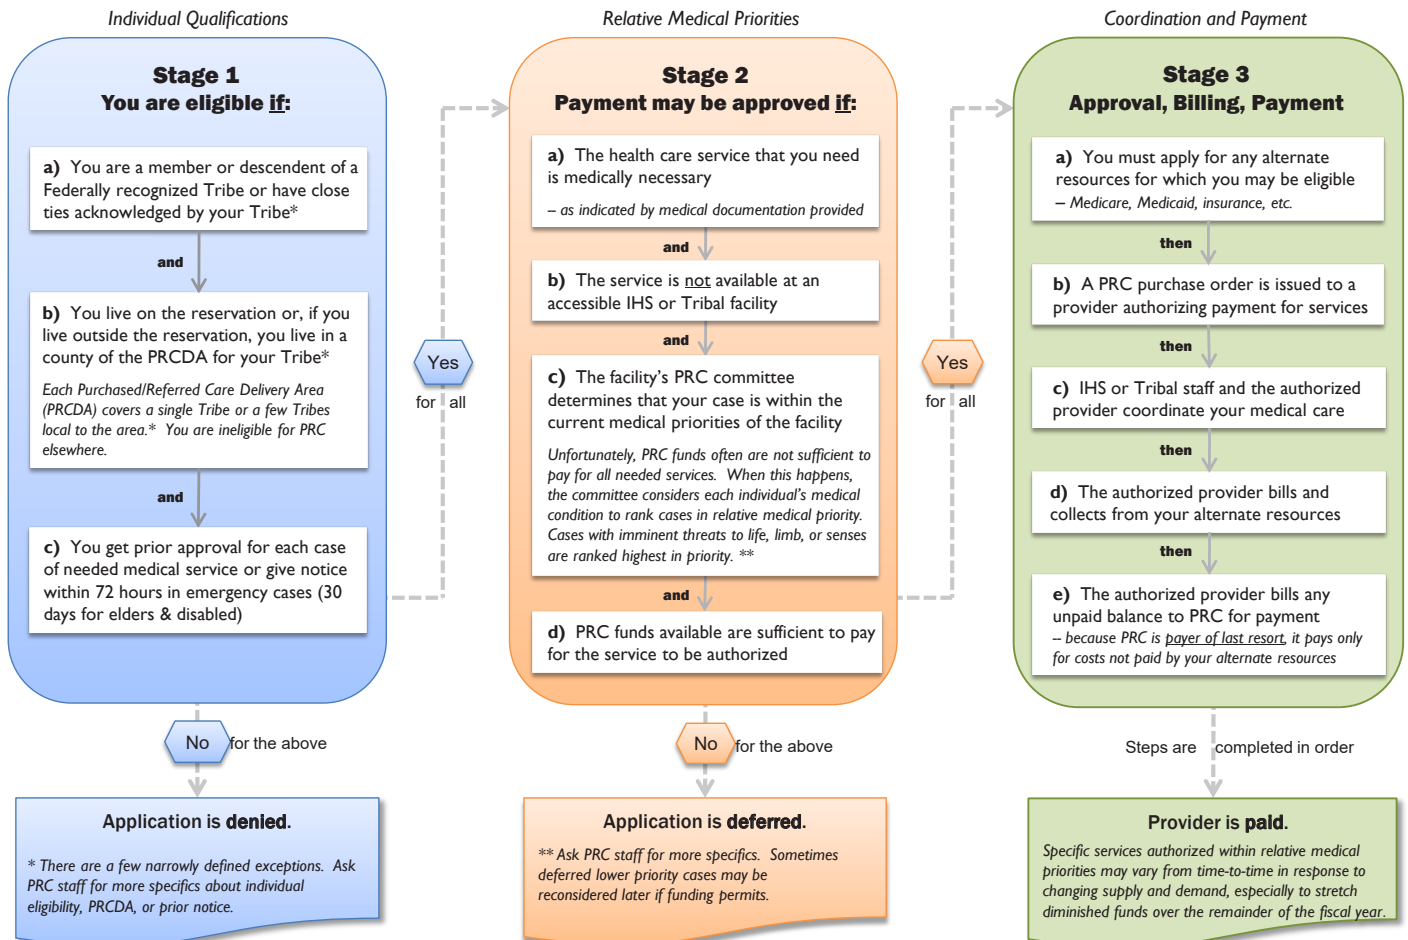 Individual Qualifications
Stage 1
You are eligible if:
a) You are a member or descendent of a
Federally recognized Tribe or have close
ties acknowledged by your Tribe*
and
b) You live on the reservation or, if you
live outside the reservation, you live in a
county of the PRCDA for your Tribe*
Each Purchased/Referred Care Delivery Area
(PRCDA) covers a single Tribe or a few Tribes
local to the area.* You are ineligible for PRC
elsewhere.
and
c) You get prior approval for each case
of needed medical service or give notice
within 72 hours in emergency cases (30
days for elders & disabled)
No for the above
Application is denied.
* There are a few narrowly defined exceptions. Ask
PRC staff for more specifics about individual
eligibility, PRCDA, or prior notice.
Yes
for all
Relative Medical Priorities
Stage 2
Payment may be approved if:
a) The health care service that you need
is medically necessary
– as indicated by medical documentation provided
and
b) The service is not available at an
accessible IHS or Tribal facility
and
c) The facility's PRC committee
determines that your case is within the
current medical priorities of the facility
Unfortunately, PRC funds often are not sufficient to
pay for all needed services. When this happens,
the committee considers each individual's medical
condition to rank cases in relative medical priority.
Cases with imminent threats to life, limb, or senses
are ranked highest in priority. **
and
d) PRC funds available are sufficient to pay
for the service to be authorized
No for the above
Application is deferred.
** Ask PRC staff for more specifics. Sometimes
deferred lower priority cases may be
reconsidered later if funding permits.
Yes
for all
Coordination and Payment
Stage 3
Approval, Billing, Payment
a) You must apply for any alternate
resources for which you may be eligible
– Medicare, Medicaid, insurance, etc.
then
b) A PRC purchase order is issued to a
provider authorizing payment for services
then
c) IHS or Tribal staff and the authorized
provider coordinate your medical care
then
d) The authorized provider bills and
collects from your alternate resources
then
e) The authorized provider bills any
unpaid balance to PRC for payment
– because PRC is payer of last resort, it pays only
for costs not paid by your alternate resources
Steps are completed in order
Provider is paid.
Specific services authorized within relative medical
priorities may vary from time-to-time in response to
changing supply and demand, especially to stretch
diminished funds over the remainder of the fiscal year.